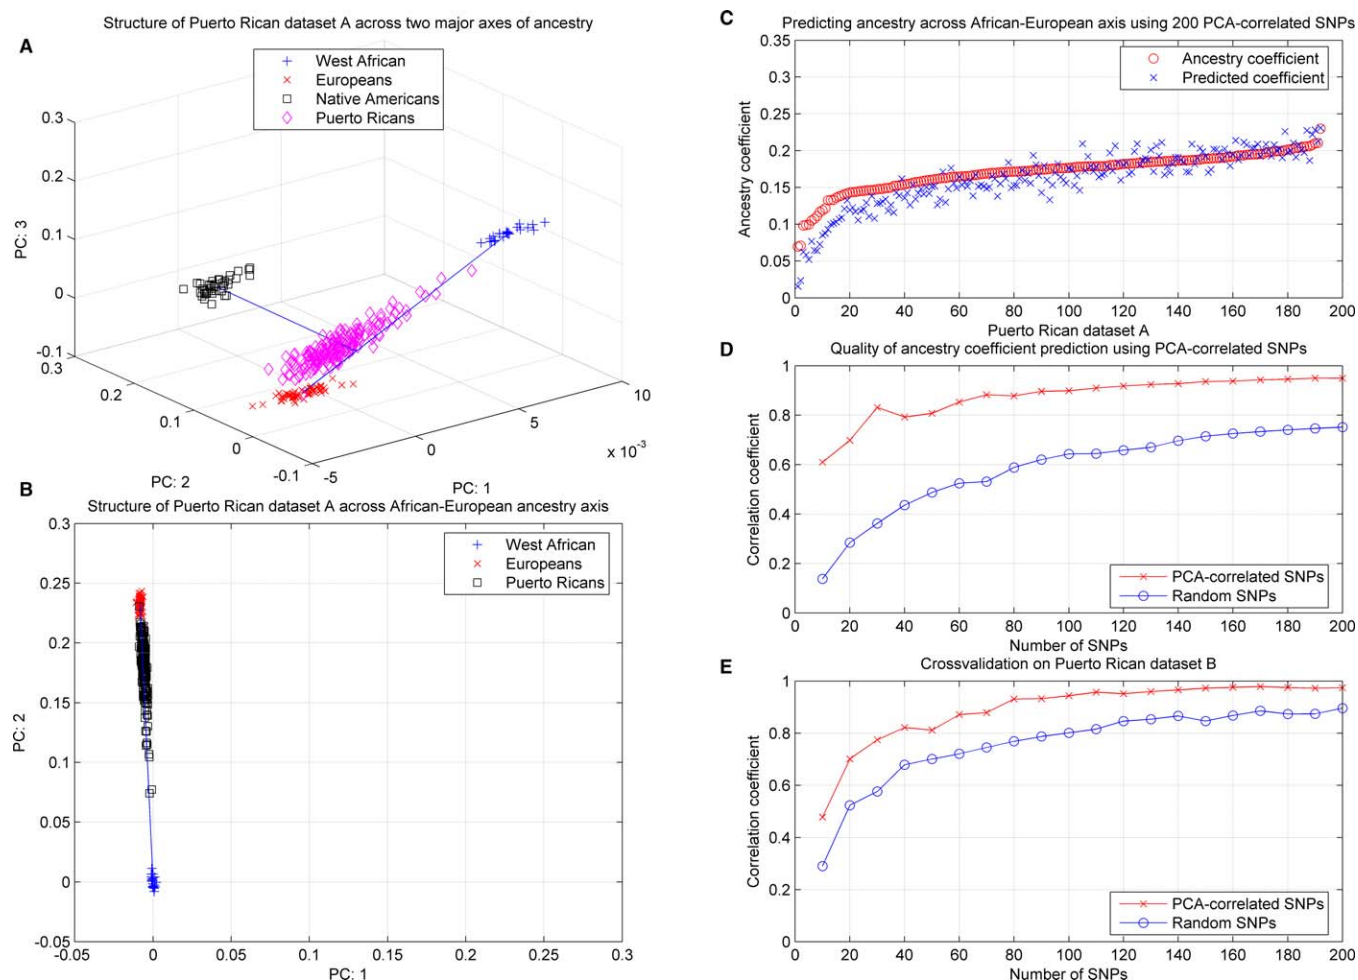 A
Structure of Puerto Rican dataset A across two major axes of ancestry
West African
Europeans
Native Americans
Puerto Ricans
PC: 3
0.3
0.2
0.1
0
-0.1
0.3
0.2
0.1
0
-0.1
-5
0
5
10
x 10⁻³
PC: 2
PC: 1
B
Structure of Puerto Rican dataset A across African-European ancestry axis
West African
Europeans
Puerto Ricans
PC: 2
0.3
0.25
0.2
0.15
0.1
0.05
0
-0.05
-0.05 0 0.05 0.1 0.15 0.2 0.25 0.3
PC: 1
C
Predicting ancestry across African-European axis using 200 PCA-correlated SNPs
Ancestry coefficient
Predicted coefficient
Ancestry coefficient
0.35
0.3
0.25
0.2
0.15
0.1
0.05
0
0 20 40 60 80 100 120 140 160 180 200
Puerto Rican dataset A
D
Quality of ancestry coefficient prediction using PCA-correlated SNPs
Correlation coefficient
1
0.8
0.6
0.4
0.2
0
PCA-correlated SNPs
Random SNPs
0 20 40 60 80 100 120 140 160 180 200
Number of SNPs
E
Crossvalidation on Puerto Rican dataset B
Correlation coefficient
1
0.8
0.6
0.4
0.2
0
PCA-correlated SNPs
Random SNPs
0 20 40 60 80 100 120 140 160 180 200
Number of SNPs